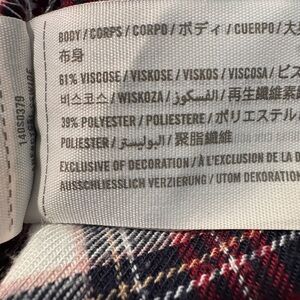 BODY / CORPS / CORPO / ボディ / CUERPO / 大
布身
61% VISCOSE / VISKOSE / VISKOS / VISCOSA / ビス
비스코스 / WISKOZA / الفسكوز / 再生纖維素纖
39% POLYESTER / POLIESTERE / ポリエステル
POLIESTER / البوليستر / 聚脂纖維
EXCLUSIVE OF DECORATION / À L'EXCLUSION DE LA D
AUSSCHLIESSLICH VERZIERUNG / UTOM DEKORATION
140S0379